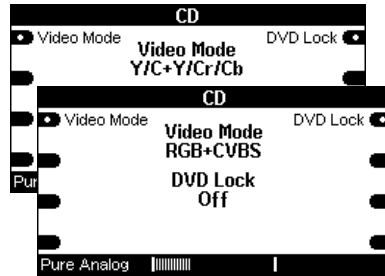 CD
Video Mode
DVD Lock
Video Mode
Y/C+Y/Cr/Cb
Pur
CD
Video Mode
DVD Lock
Video Mode
RGB+CVBS
DVD Lock
Off
Pure Analog